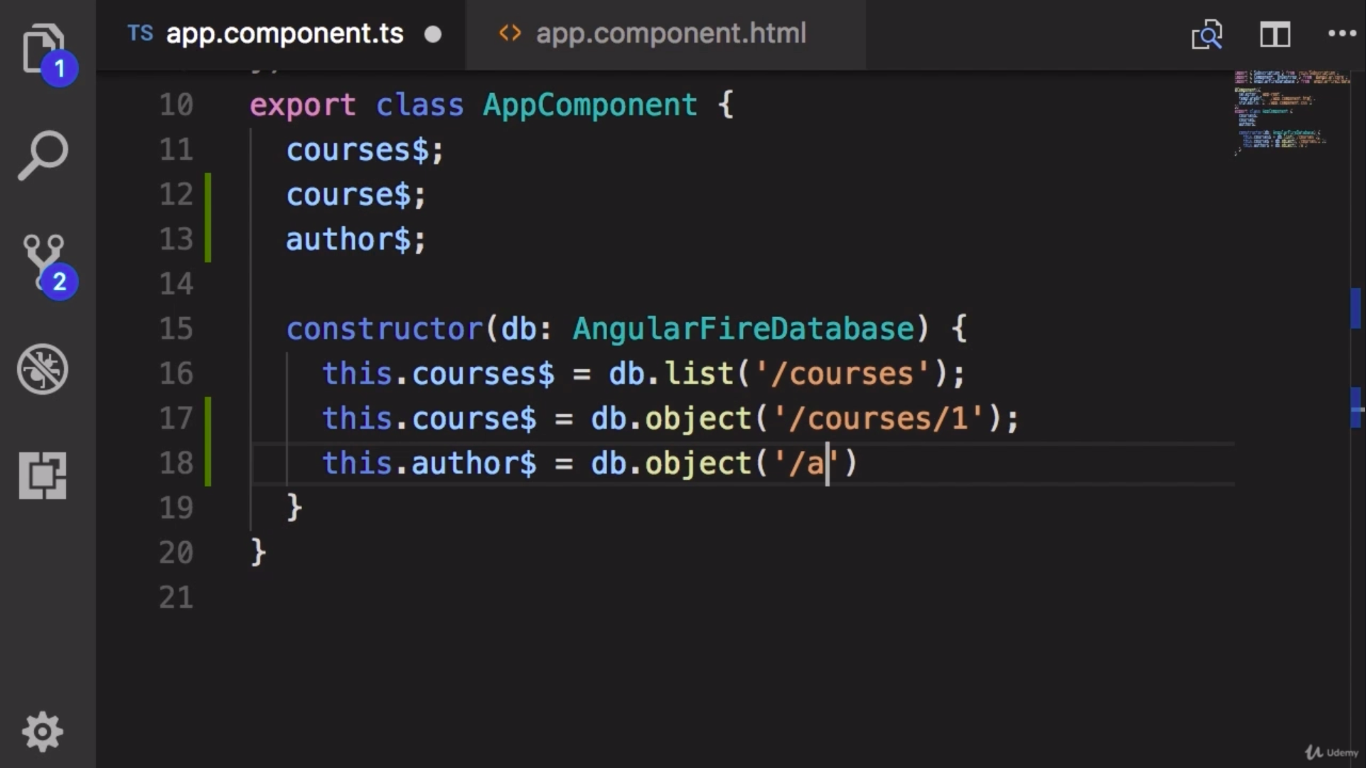 TS app.component.ts
<> app.component.html
1
2
10 export class AppComponent {
11 courses$;
12 course$;
13 author$;
14
15 constructor(db: AngularFireDatabase) {
16 this.courses$ = db.list('/courses');
17 this.course$ = db.object('/courses/1');
18 this.author$ = db.object('/a')
19 }
20 }
21
Udemy